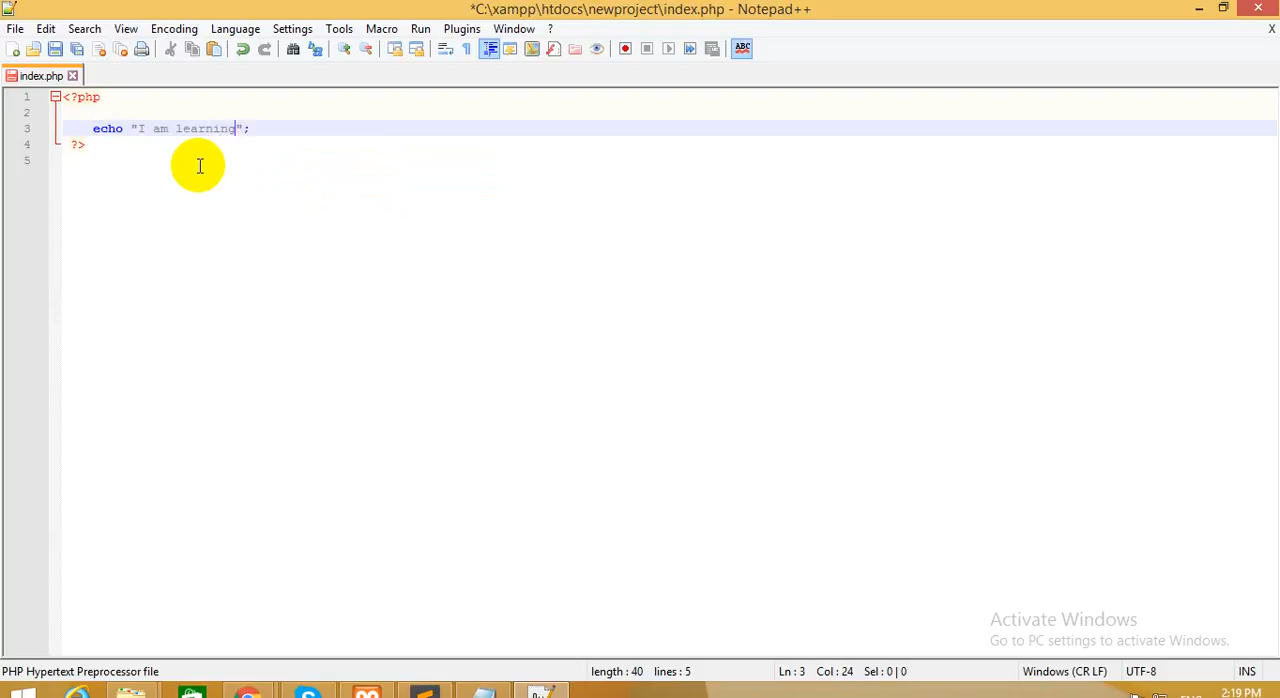 *C:\xampp\htdocs\newproject\index.php - Notepad++
File Edit Search View Encoding Language Settings Tools Macro Run Plugins Window ? X
ABC
index.php
1 <?php
2
3 echo "I am learning";
4 ?>
5
Activate Windows
Go to PC settings to activate Windows.
PHP Hypertext Preprocessor file length : 40 lines : 5 Ln : 3 Col : 24 Sel : 0 | 0 Windows (CR LF) UTF-8 INS
2:19 PM